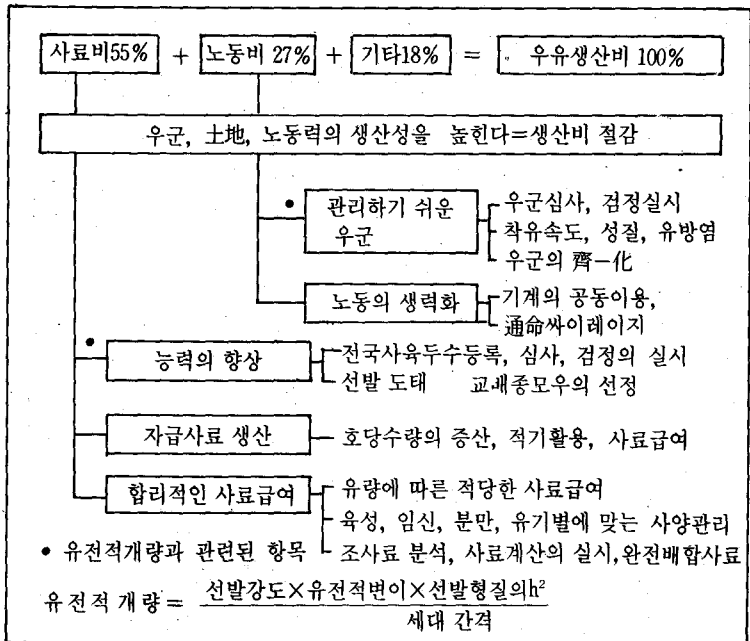 사료비55% + 노동비 27% + 기타18% = 우유생산비 100%
우군, 土地, 노동력의 생산성을 높힌다=생산비 절감
• 관리하기 쉬운 우군
우군심사, 검정실시
착유속도, 성질, 유방염
우군의 齊一化
노동의 생력화
기계의 공동이용,
通命싸이레이지
• 능력의 향상
전국사육두수등록, 심사, 검정의 실시
선발 도태 교배종모우의 선정
자급사료 생산
호당수량의 증산, 적기활용, 사료급여
합리적인 사료급여
유량에 따른 적당한 사료급여
육성, 임신, 분만, 유기별에 맞는 사양관리
조사료 분석, 사료계산의 실시,완전배합사료
• 유전적개량과 관련된 항목
유전적 개량= 선발강도×유전적변이×선발형질의h²
세대 간격